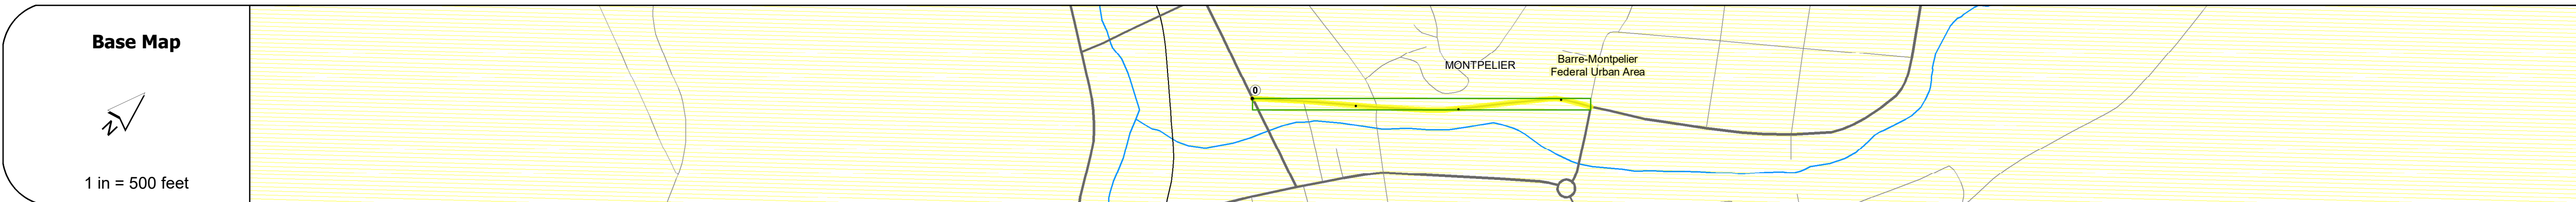 Base Map
N
1 in = 500 feet
0
MONTPELIER
Barre-Montpelier
Federal Urban Area